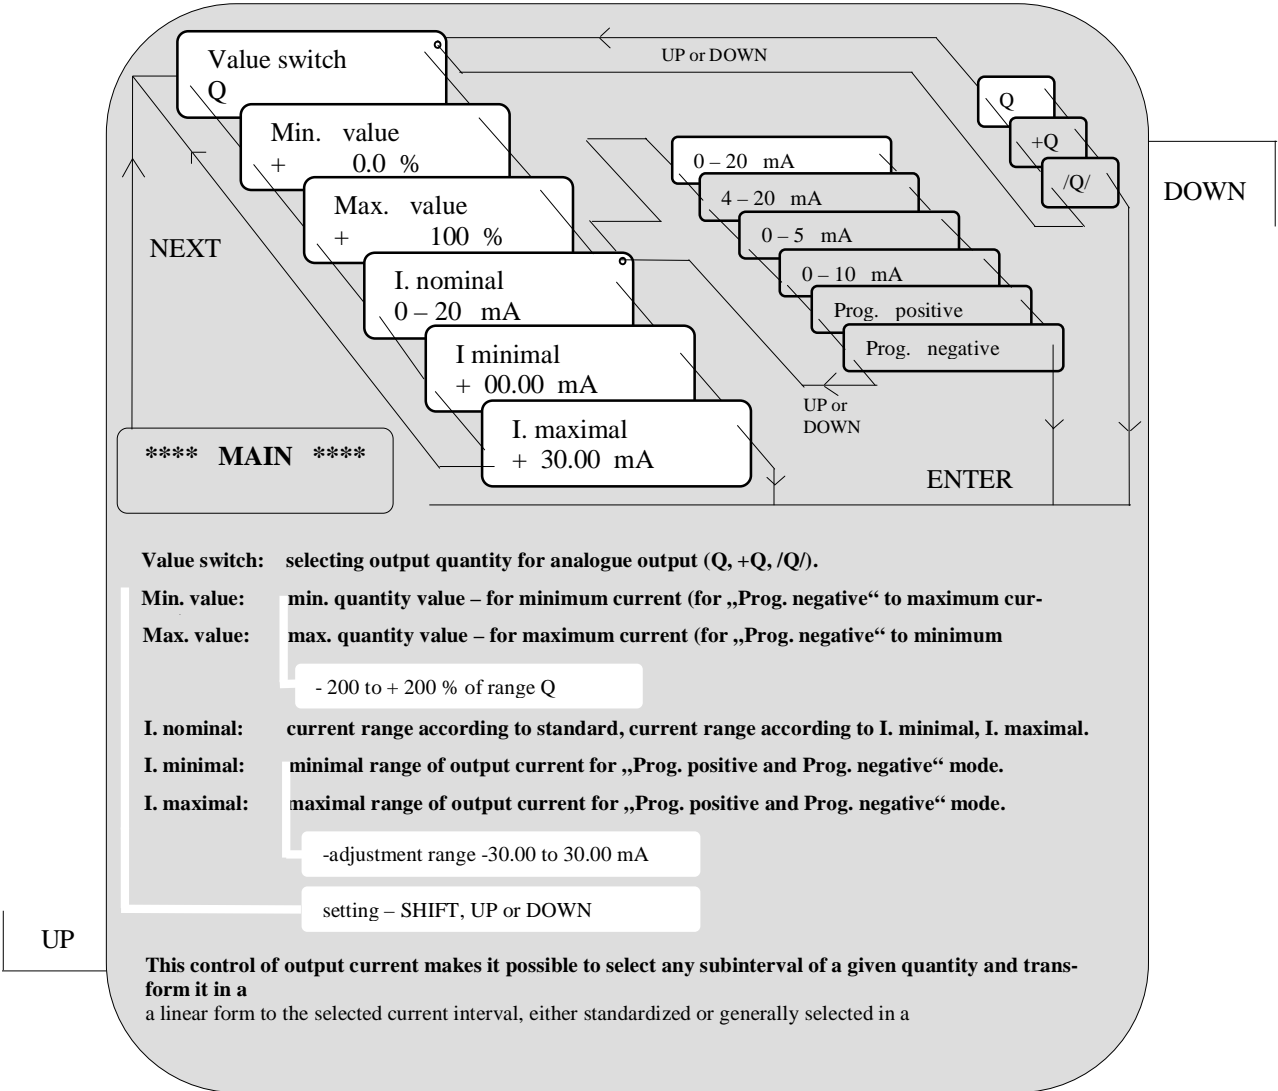 Value switch
Q
UP or DOWN
Q
+Q
/Q/
Min. value
+ 0.0 %
0 – 20 mA
4 – 20 mA
0 – 5 mA
0 – 10 mA
Prog. positive
Prog. negative
DOWN
Max. value
+ 100 %
NEXT
I. nominal
0 – 20 mA
I minimal
+ 00.00 mA
UP or
DOWN
I. maximal
+ 30.00 mA
**** MAIN ****
ENTER
Value switch: selecting output quantity for analogue output (Q, +Q, /Q/).
Min. value: min. quantity value – for minimum current (for „Prog. negative“ to maximum cur-
Max. value: max. quantity value – for maximum current (for „Prog. negative“ to minimum
- 200 to + 200 % of range Q
I. nominal: current range according to standard, current range according to I. minimal, I. maximal.
I. minimal: minimal range of output current for „Prog. positive and Prog. negative“ mode.
I. maximal: maximal range of output current for „Prog. positive and Prog. negative“ mode.
-adjustment range -30.00 to 30.00 mA
setting – SHIFT, UP or DOWN
UP
This control of output current makes it possible to select any subinterval of a given quantity and trans-
form it in a
a linear form to the selected current interval, either standardized or generally selected in a